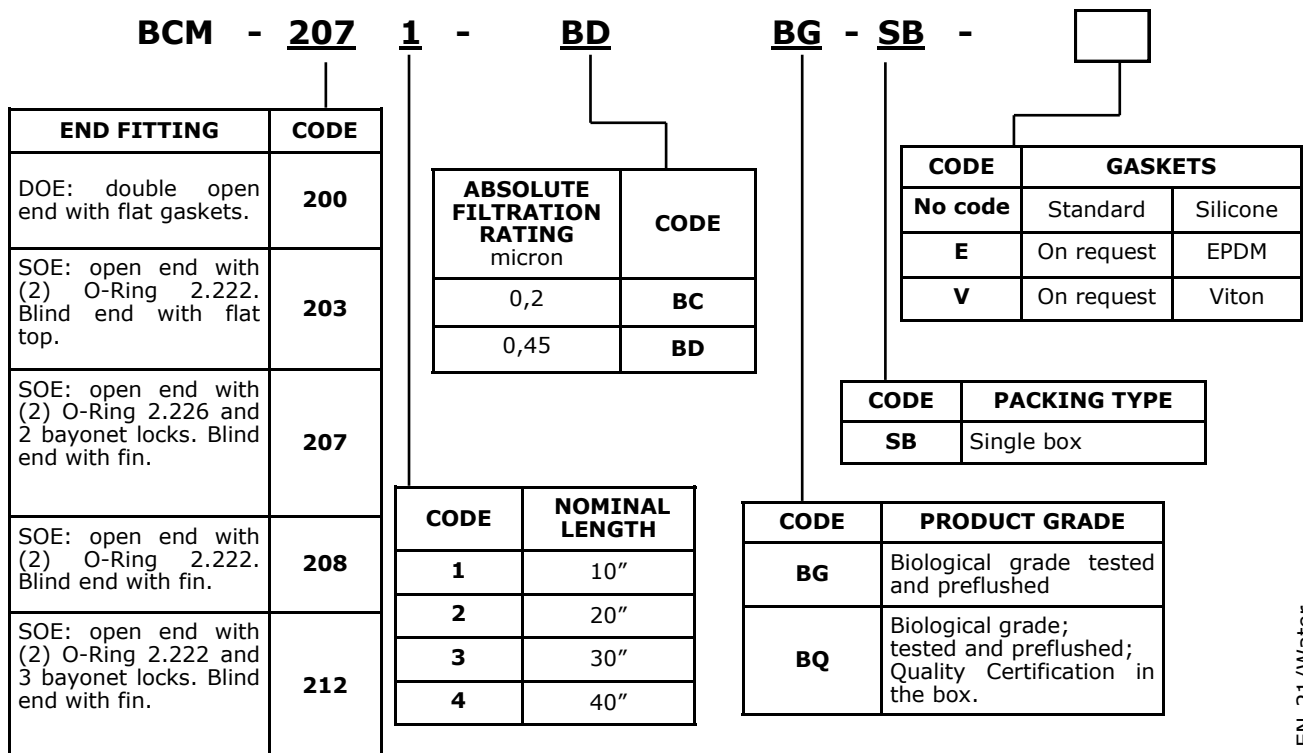 BCM - 207 1 - BD BG - SB -
END FITTING CODE
DOE: double open
end with flat gaskets.
200
SOE: open end with
(2) O-Ring 2.222.
Blind end with flat
top.
203
SOE: open end with
(2) O-Ring 2.226 and
2 bayonet locks. Blind
end with fin.
207
SOE: open end with
(2) O-Ring 2.222.
Blind end with fin.
208
SOE: open end with
(2) O-Ring 2.222 and
3 bayonet locks. Blind
end with fin.
212
ABSOLUTE
FILTRATION
RATING
micron
CODE
0,2 BC
0,45 BD
CODE GASKETS
No code Standard Silicone
E On request EPDM
V On request Viton
CODE PACKING TYPE
SB Single box
CODE NOMINAL
LENGTH
1 10″
2 20″
3 30″
4 40″
CODE PRODUCT GRADE
BG
Biological grade tested
and preflushed
BQ
Biological grade;
tested and preflushed;
Quality Certification in
the box.